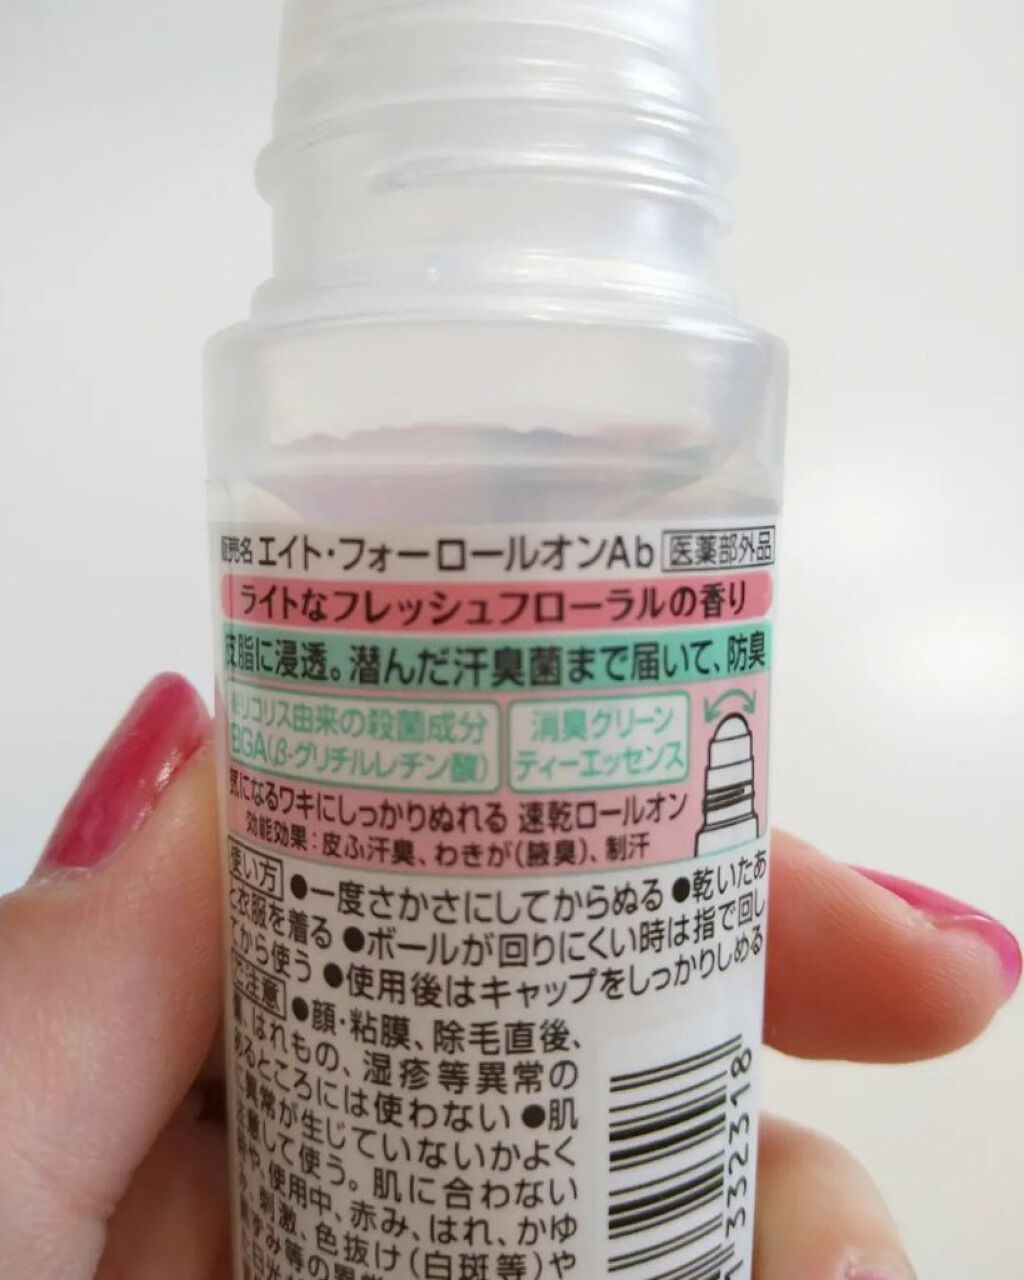 販売名 エイト・フォーロールオンAb 医薬部外品
ライトなフレッシュフローラルの香り
皮脂に浸透。潜んだ汗臭菌まで届いて、防臭
リコリス由来の殺菌成分
BGA(β-グリチルレチン酸)
消臭グリーン
ティーエッセンス
気になるワキにしっかりぬれる 速乾ロールオン
効能効果:皮ふ汗臭、わきが(腋臭)、制汗
使い方 ●一度さかさにしてからぬる ●乾いたあ
と衣服を着る ●ボールが回りにくい時は指で回し
てから使う ●使用後はキャップをしっかりしめる
ご注意 ●顔・粘膜、除毛直後、
傷、はれもの、湿疹等異常の
あるところには使わない ●肌
に異常が生じていないかよく
注意して使う。肌に合わない
時や、使用中、赤み、はれ、かゆ
み、刺激、色抜け(白斑等)や
黒ずみ等の異常
332318